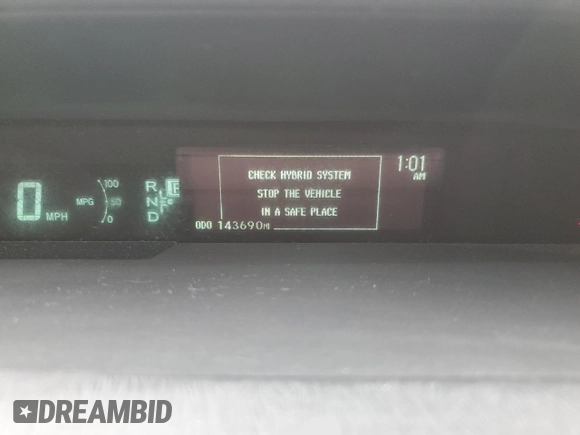 0 MPH
MPG
100
50
0
R
N
D
CHECK HYBRID SYSTEM
STOP THE VEHICLE
IN A SAFE PLACE
1:01
AM
ODO 143690MI
DREAMBID